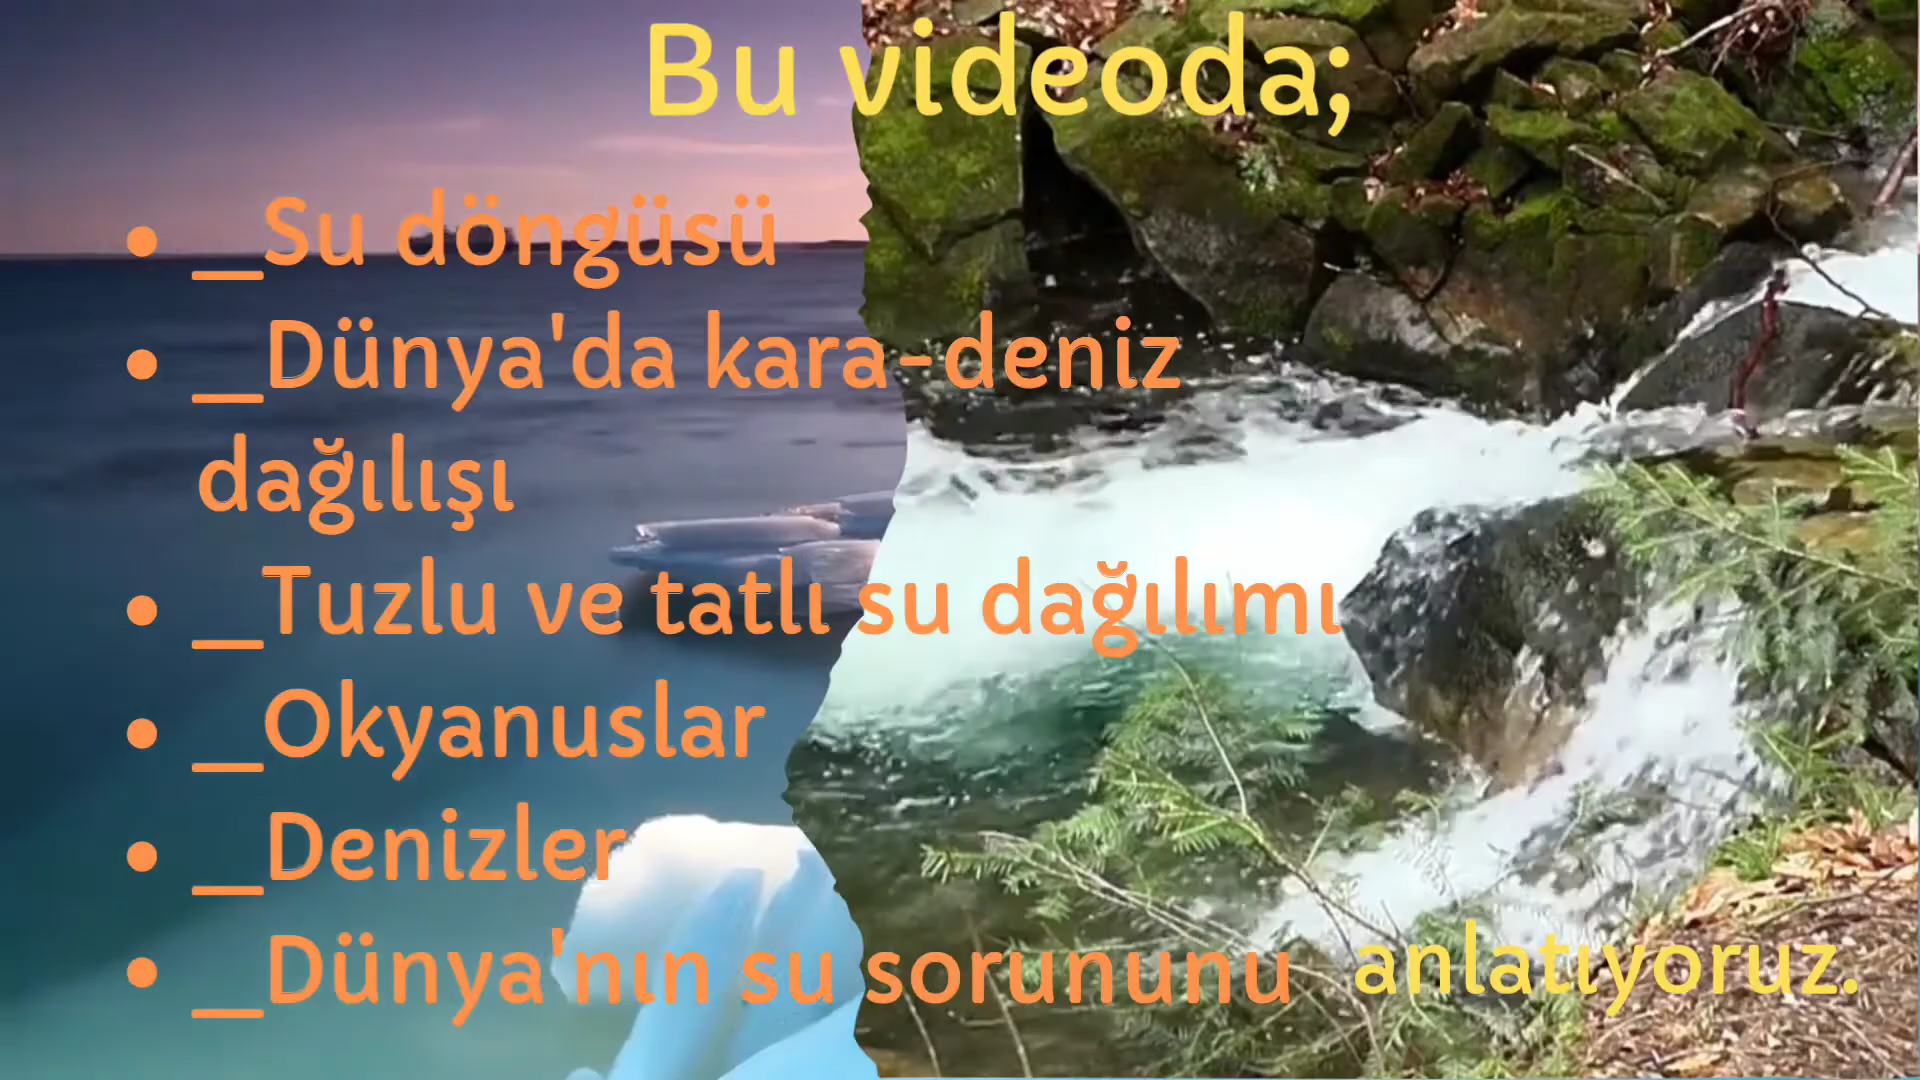 Bu videoda;
• _Su döngüsü
• _Dünya'da kara-deniz
dağılışı
• _Tuzlu ve tatlı su dağılımı
• _Okyanuslar
• _Denizler
• _Dünya'nın su sorununu anlatıyoruz.